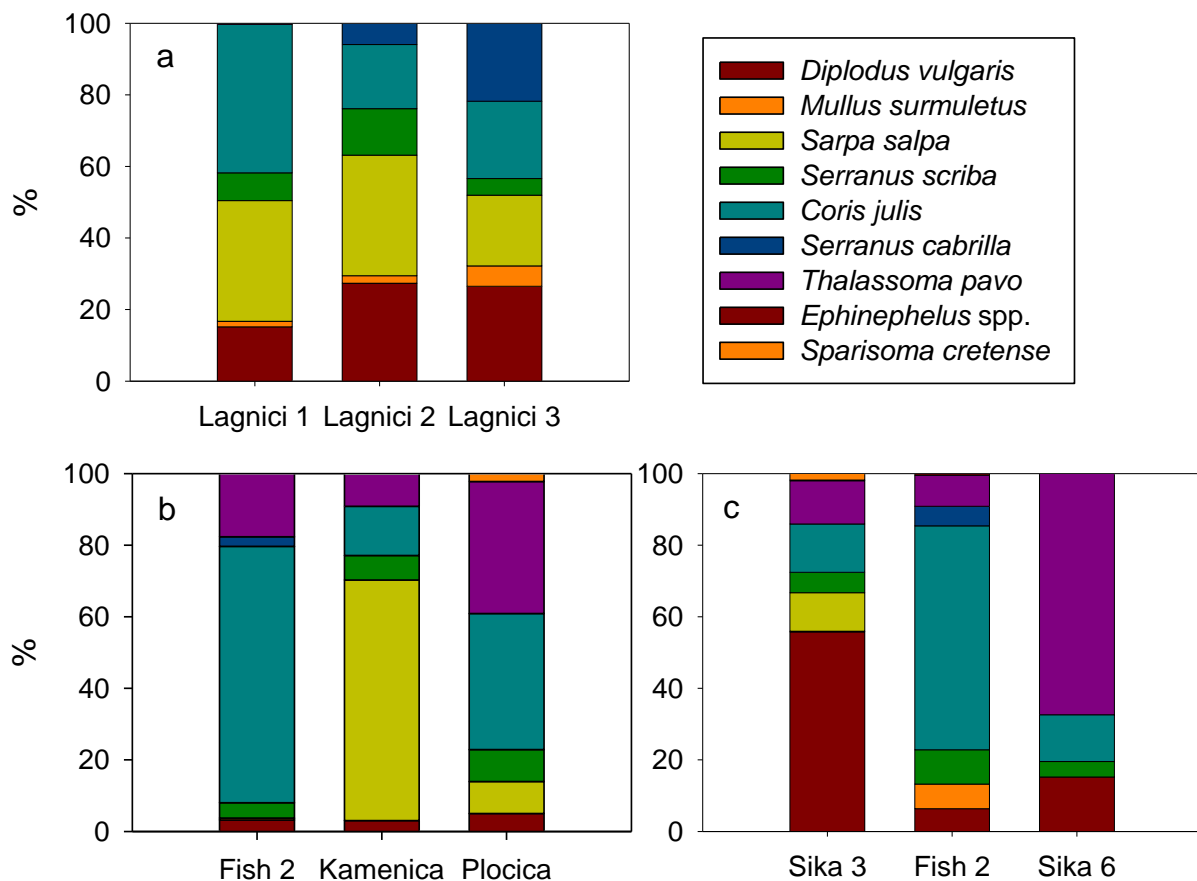 a
%
100
80
60
40
20
0
Lagnici 1 Lagnici 2 Lagnici 3
Diplodus vulgaris
Mullus surmuletus
Sarpa salpa
Serranus scriba
Coris julis
Serranus cabrilla
Thalassoma pavo
Ephinephelus spp.
Sparisoma cretense
b
%
100
80
60
40
20
0
Fish 2 Kamenica Plocica
c
100
80
60
40
20
0
Sika 3 Fish 2 Sika 6